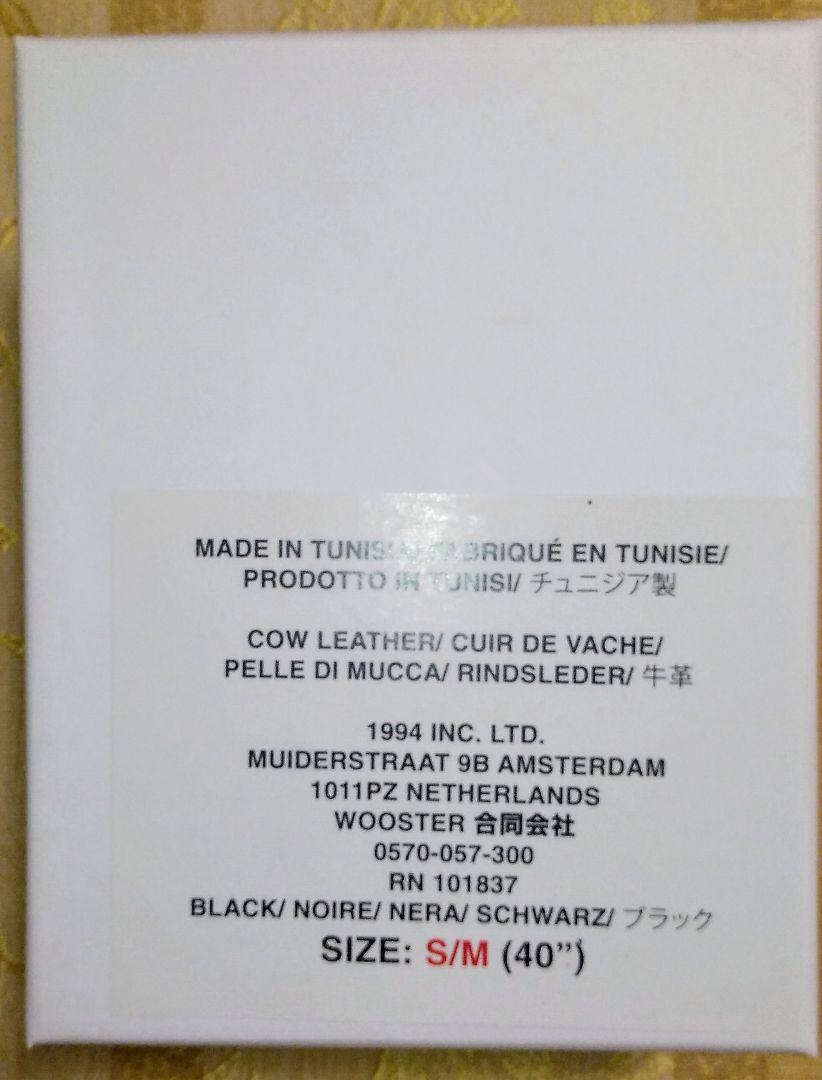 MADE IN TUNISIA/ FABRIQUÉ EN TUNISIE/
PRODOTTO IN TUNISI/ チュニジア製
COW LEATHER/ CUIR DE VACHE/
PELLE DI MUCCA/ RINDSLEDER/ 牛革
1994 INC. LTD.
MUIDERSTRAAT 9B AMSTERDAM
1011PZ NETHERLANDS
WOOSTER 合同会社
0570-057-300
RN 101837
BLACK/ NOIRE/ NERA/ SCHWARZ/ ブラック
SIZE: S/M (40”)